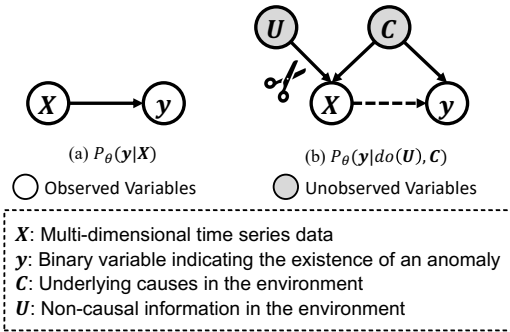 U C
X y X y
(a) P_θ(y|X) (b) P_θ(y|do(U), C)
Observed Variables Unobserved Variables
X: Multi-dimensional time series data
y: Binary variable indicating the existence of an anomaly
C: Underlying causes in the environment
U: Non-causal information in the environment